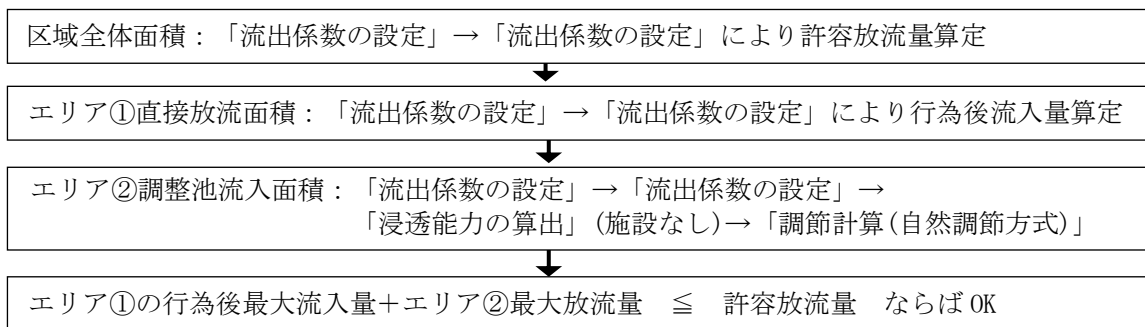 区域全体面積：「流出係数の設定」→「流出係数の設定」により許容放流量算定
エリア①直接放流面積：「流出係数の設定」→「流出係数の設定」により行為後流入量算定
エリア②調整池流入面積：「流出係数の設定」→「流出係数の設定」→
「浸透能力の算出」(施設なし)→「調節計算(自然調節方式)」
エリア①の行為後最大流入量＋エリア②最大放流量　≦　許容放流量　ならばOK